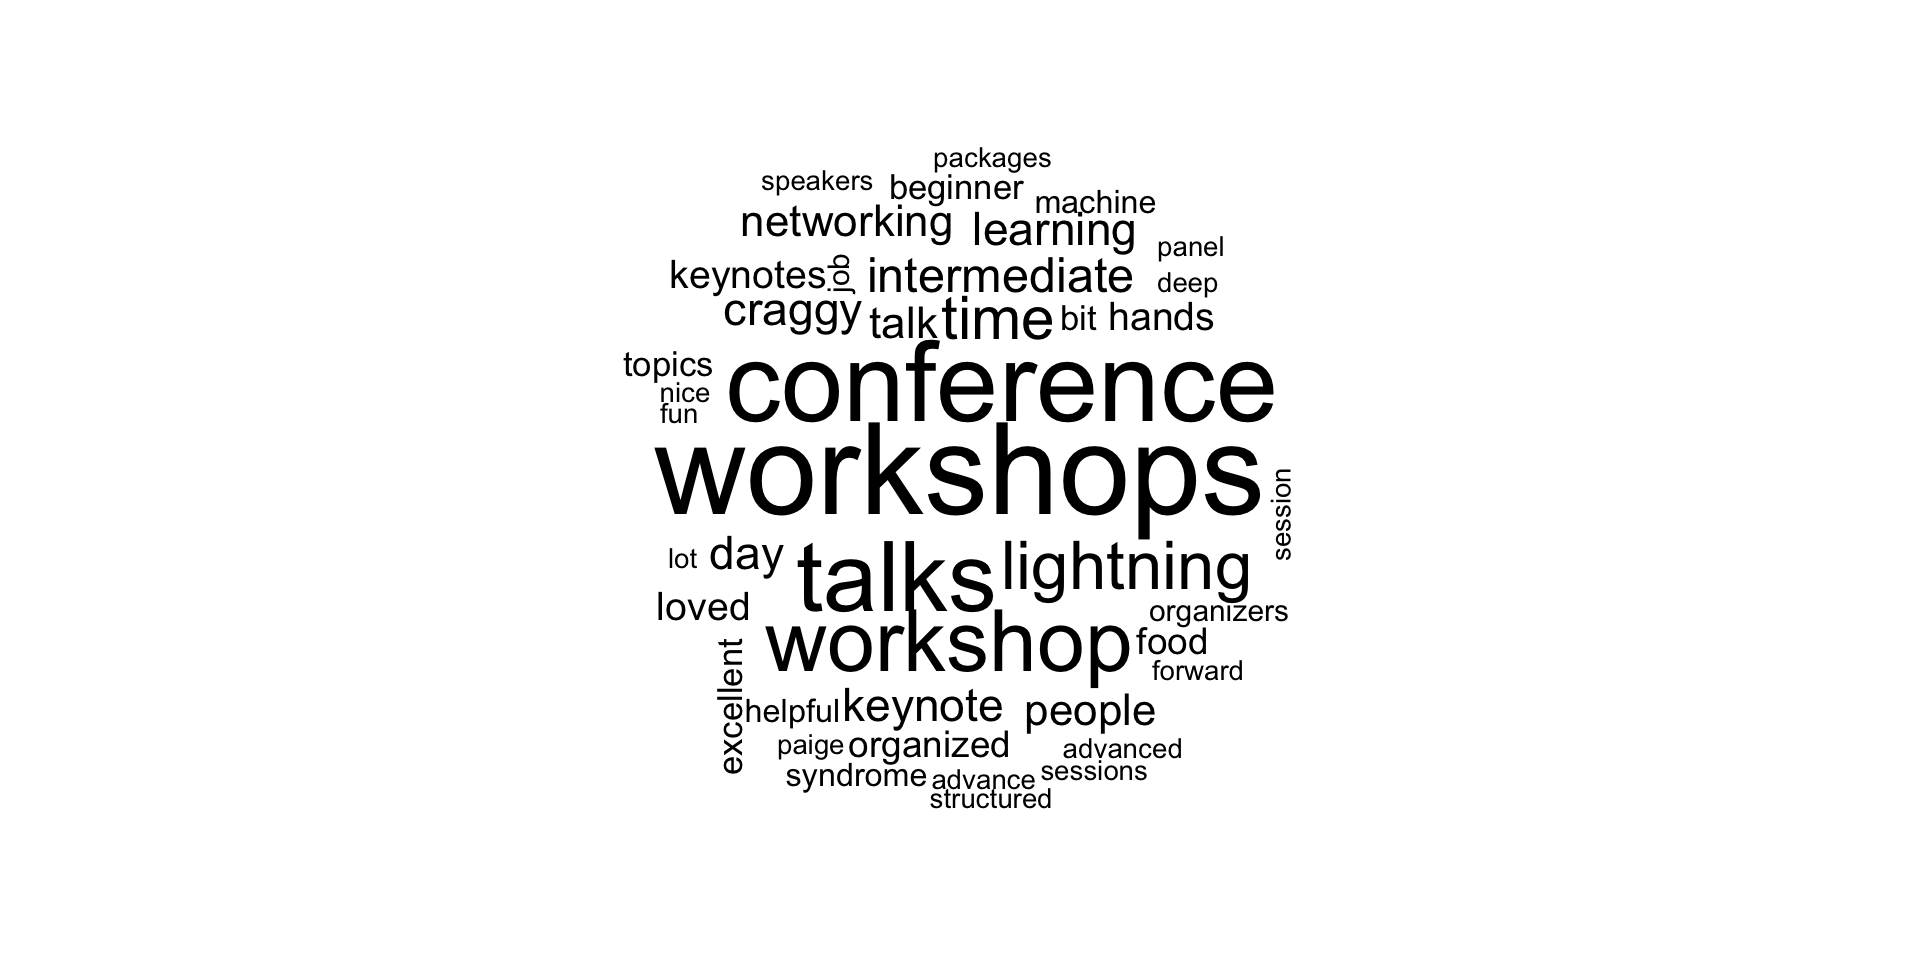 packages
speakers beginner machine
networking learning
panel
keynotes job intermediate deep
craggy talk time bit hands
topics conference
nice
fun
workshops session
lot day talks lightning
loved organizers
workshop food
forward
excellent helpful keynote people
paige organized advanced
syndrome advance sessions
structured